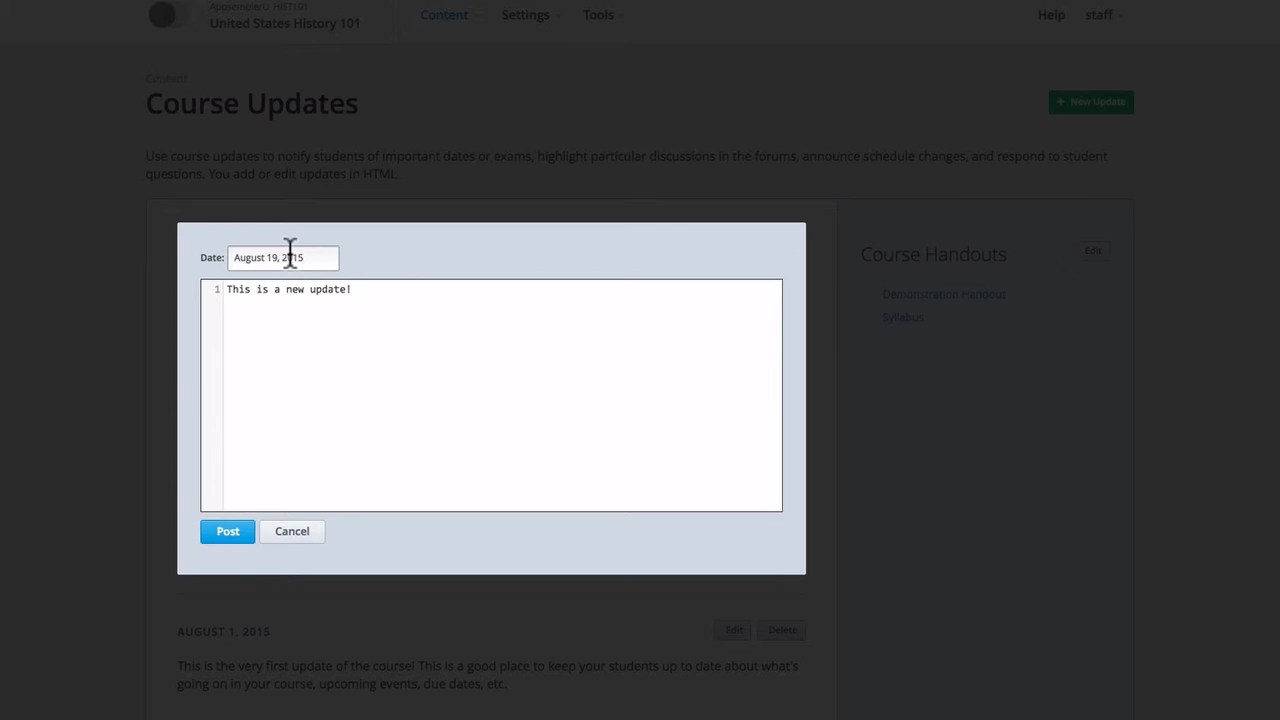 AppsemblerU HIST101
United States History 101
Content
Settings
Tools
Help
staff
Content
Course Updates
+ New Update
Use course updates to notify students of important dates or exams, highlight particular discussions in the forums, announce schedule changes, and respond to student
questions. You add or edit updates in HTML.
Date: August 19, 2015
1 This is a new update!
Post
Cancel
Course Handouts
Edit
Demonstration Handout
Syllabus
AUGUST 1, 2015
Edit
Delete
This is the very first update of the course! This is a good place to keep your students up to date about what's
going on in your course, upcoming events, due dates, etc.